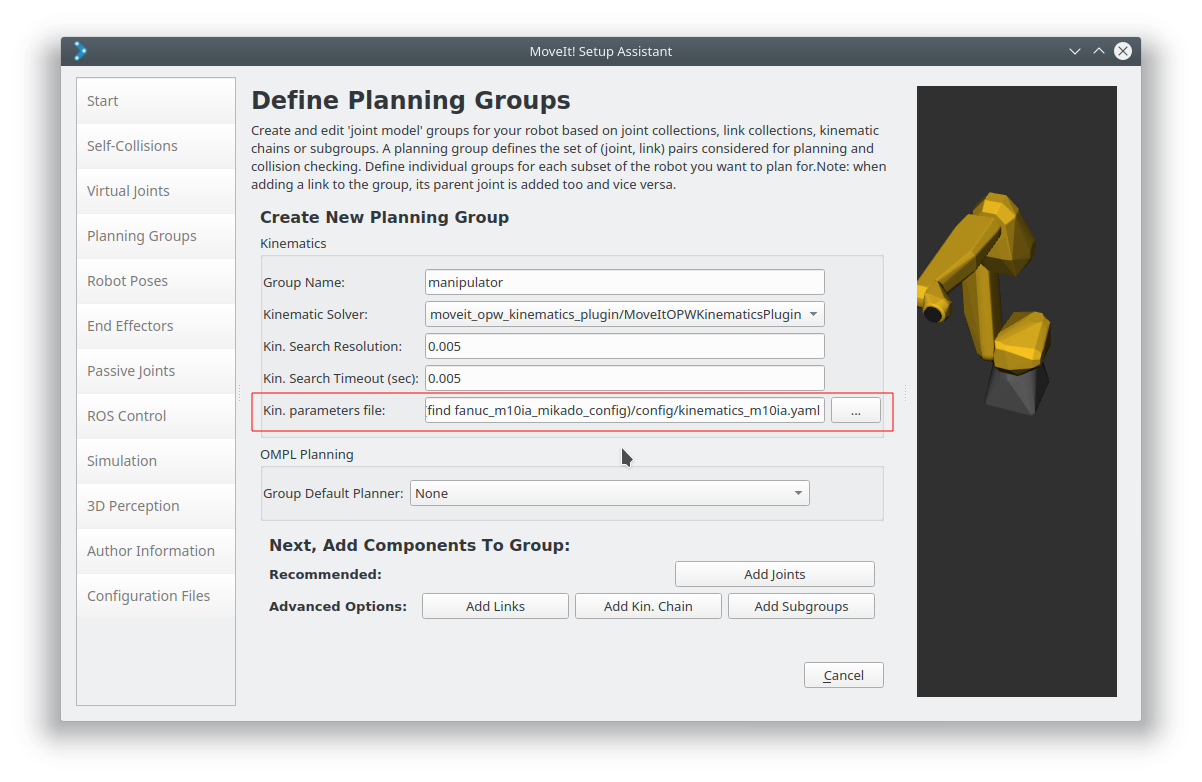 MoveIt! Setup Assistant
Start
Self-Collisions
Virtual Joints
Planning Groups
Robot Poses
End Effectors
Passive Joints
ROS Control
Simulation
3D Perception
Author Information
Configuration Files
Define Planning Groups
Create and edit 'joint model' groups for your robot based on joint collections, link collections, kinematic
chains or subgroups. A planning group defines the set of (joint, link) pairs considered for planning and
collision checking. Define individual groups for each subset of the robot you want to plan for.Note: when
adding a link to the group, its parent joint is added too and vice versa.
Create New Planning Group
Kinematics
Group Name: manipulator
Kinematic Solver: moveit_opw_kinematics_plugin/MoveItOPWKinematicsPlugin
Kin. Search Resolution: 0.005
Kin. Search Timeout (sec): 0.005
Kin. parameters file: find fanuc_m10ia_mikado_config)/config/kinematics_m10ia.yaml ...
OMPL Planning
Group Default Planner: None
Next, Add Components To Group:
Recommended: Add Joints
Advanced Options: Add Links Add Kin. Chain Add Subgroups
Cancel